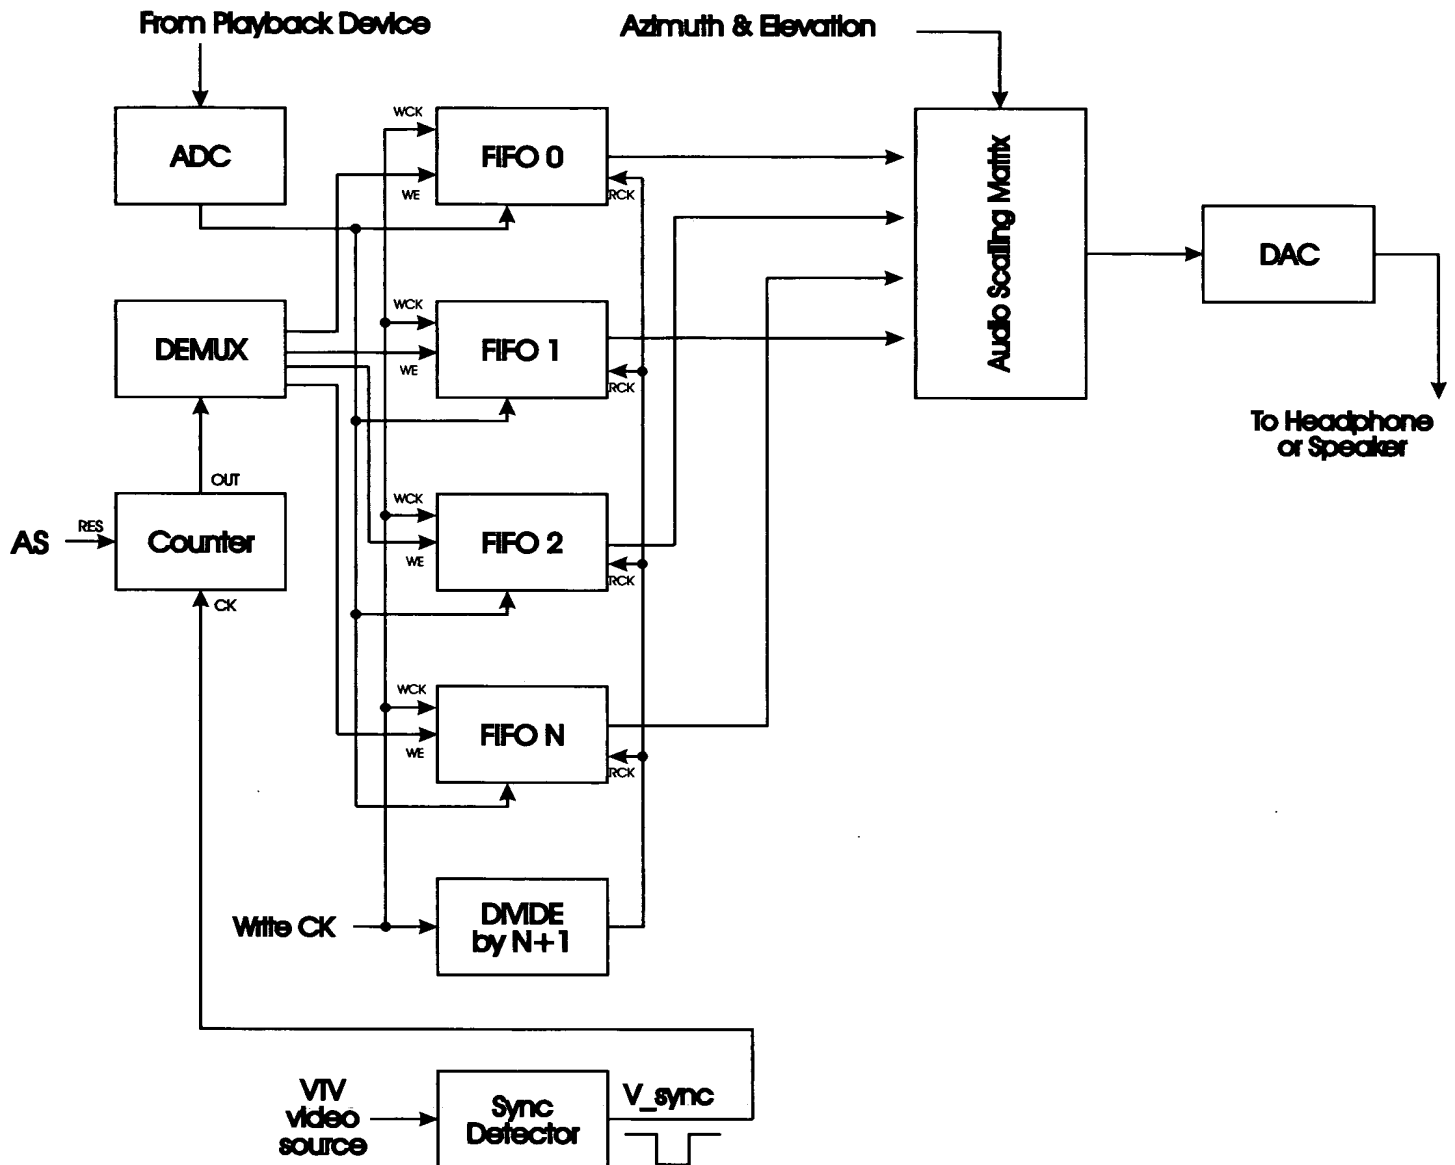 From Playback Device
Azimuth & Elevation
ADC
WCK
FIFO 0
WE
RCK
Audio Scaling Matrix
DAC
To Headphone
or Speaker
DEMUX
WCK
FIFO 1
WE
RCK
OUT
AS
RES
Counter
CK
WCK
FIFO 2
WE
RCK
WCK
FIFO N
WE
RCK
Write CK
DIVIDE
by N+1
VTV
video
source
Sync
Detector
V_sync